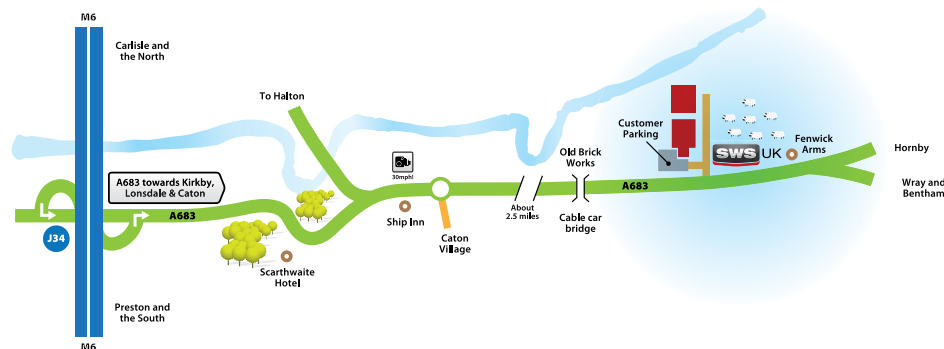 M6
Carlisle and
the North
To Halton
A683 towards Kirkby,
Lonsdale & Caton
J34
A683
Scarthwaite
Hotel
Preston and
the South
M6
30mph!
Ship Inn
Caton
Village
About
2.5 miles
Old Brick
Works
Cable car
bridge
A683
Customer
Parking
SWS UK
Fenwick
Arms
Hornby
Wray and
Bentham